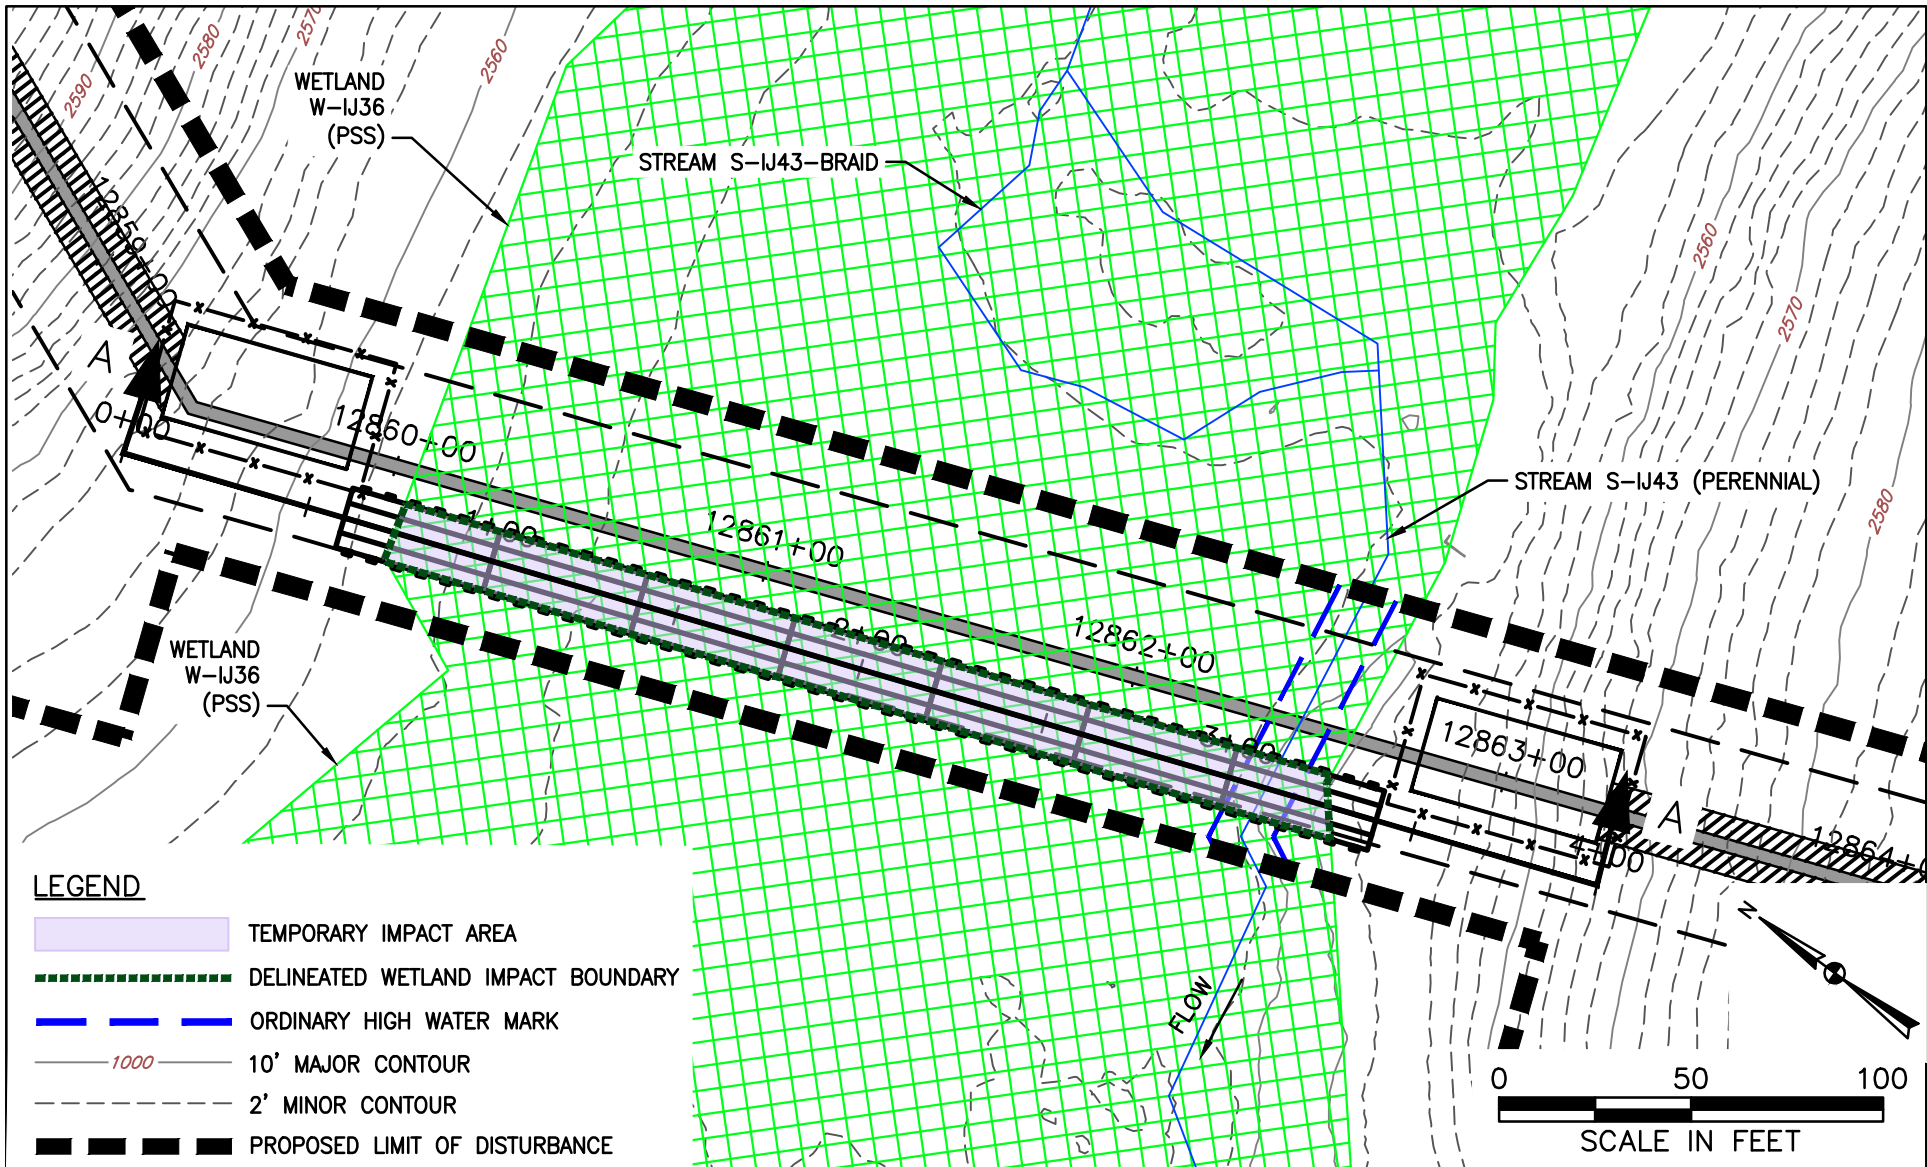 2590
2580
2570
2560
WETLAND
W-IJ36
(PSS)
STREAM S-IJ43-BRAID
12859+00
2560
2570
2580
A
0+00
12860+00
1+00
12861+00
STREAM S-IJ43 (PERENNIAL)
2+00
12862+00
WETLAND
W-IJ36
(PSS)
3+00
12863+00
A
4+00
12864+0
LEGEND
TEMPORARY IMPACT AREA
DELINEATED WETLAND IMPACT BOUNDARY
ORDINARY HIGH WATER MARK
1000
10' MAJOR CONTOUR
2' MINOR CONTOUR
PROPOSED LIMIT OF DISTURBANCE
FLOW
N
0 50 100
SCALE IN FEET